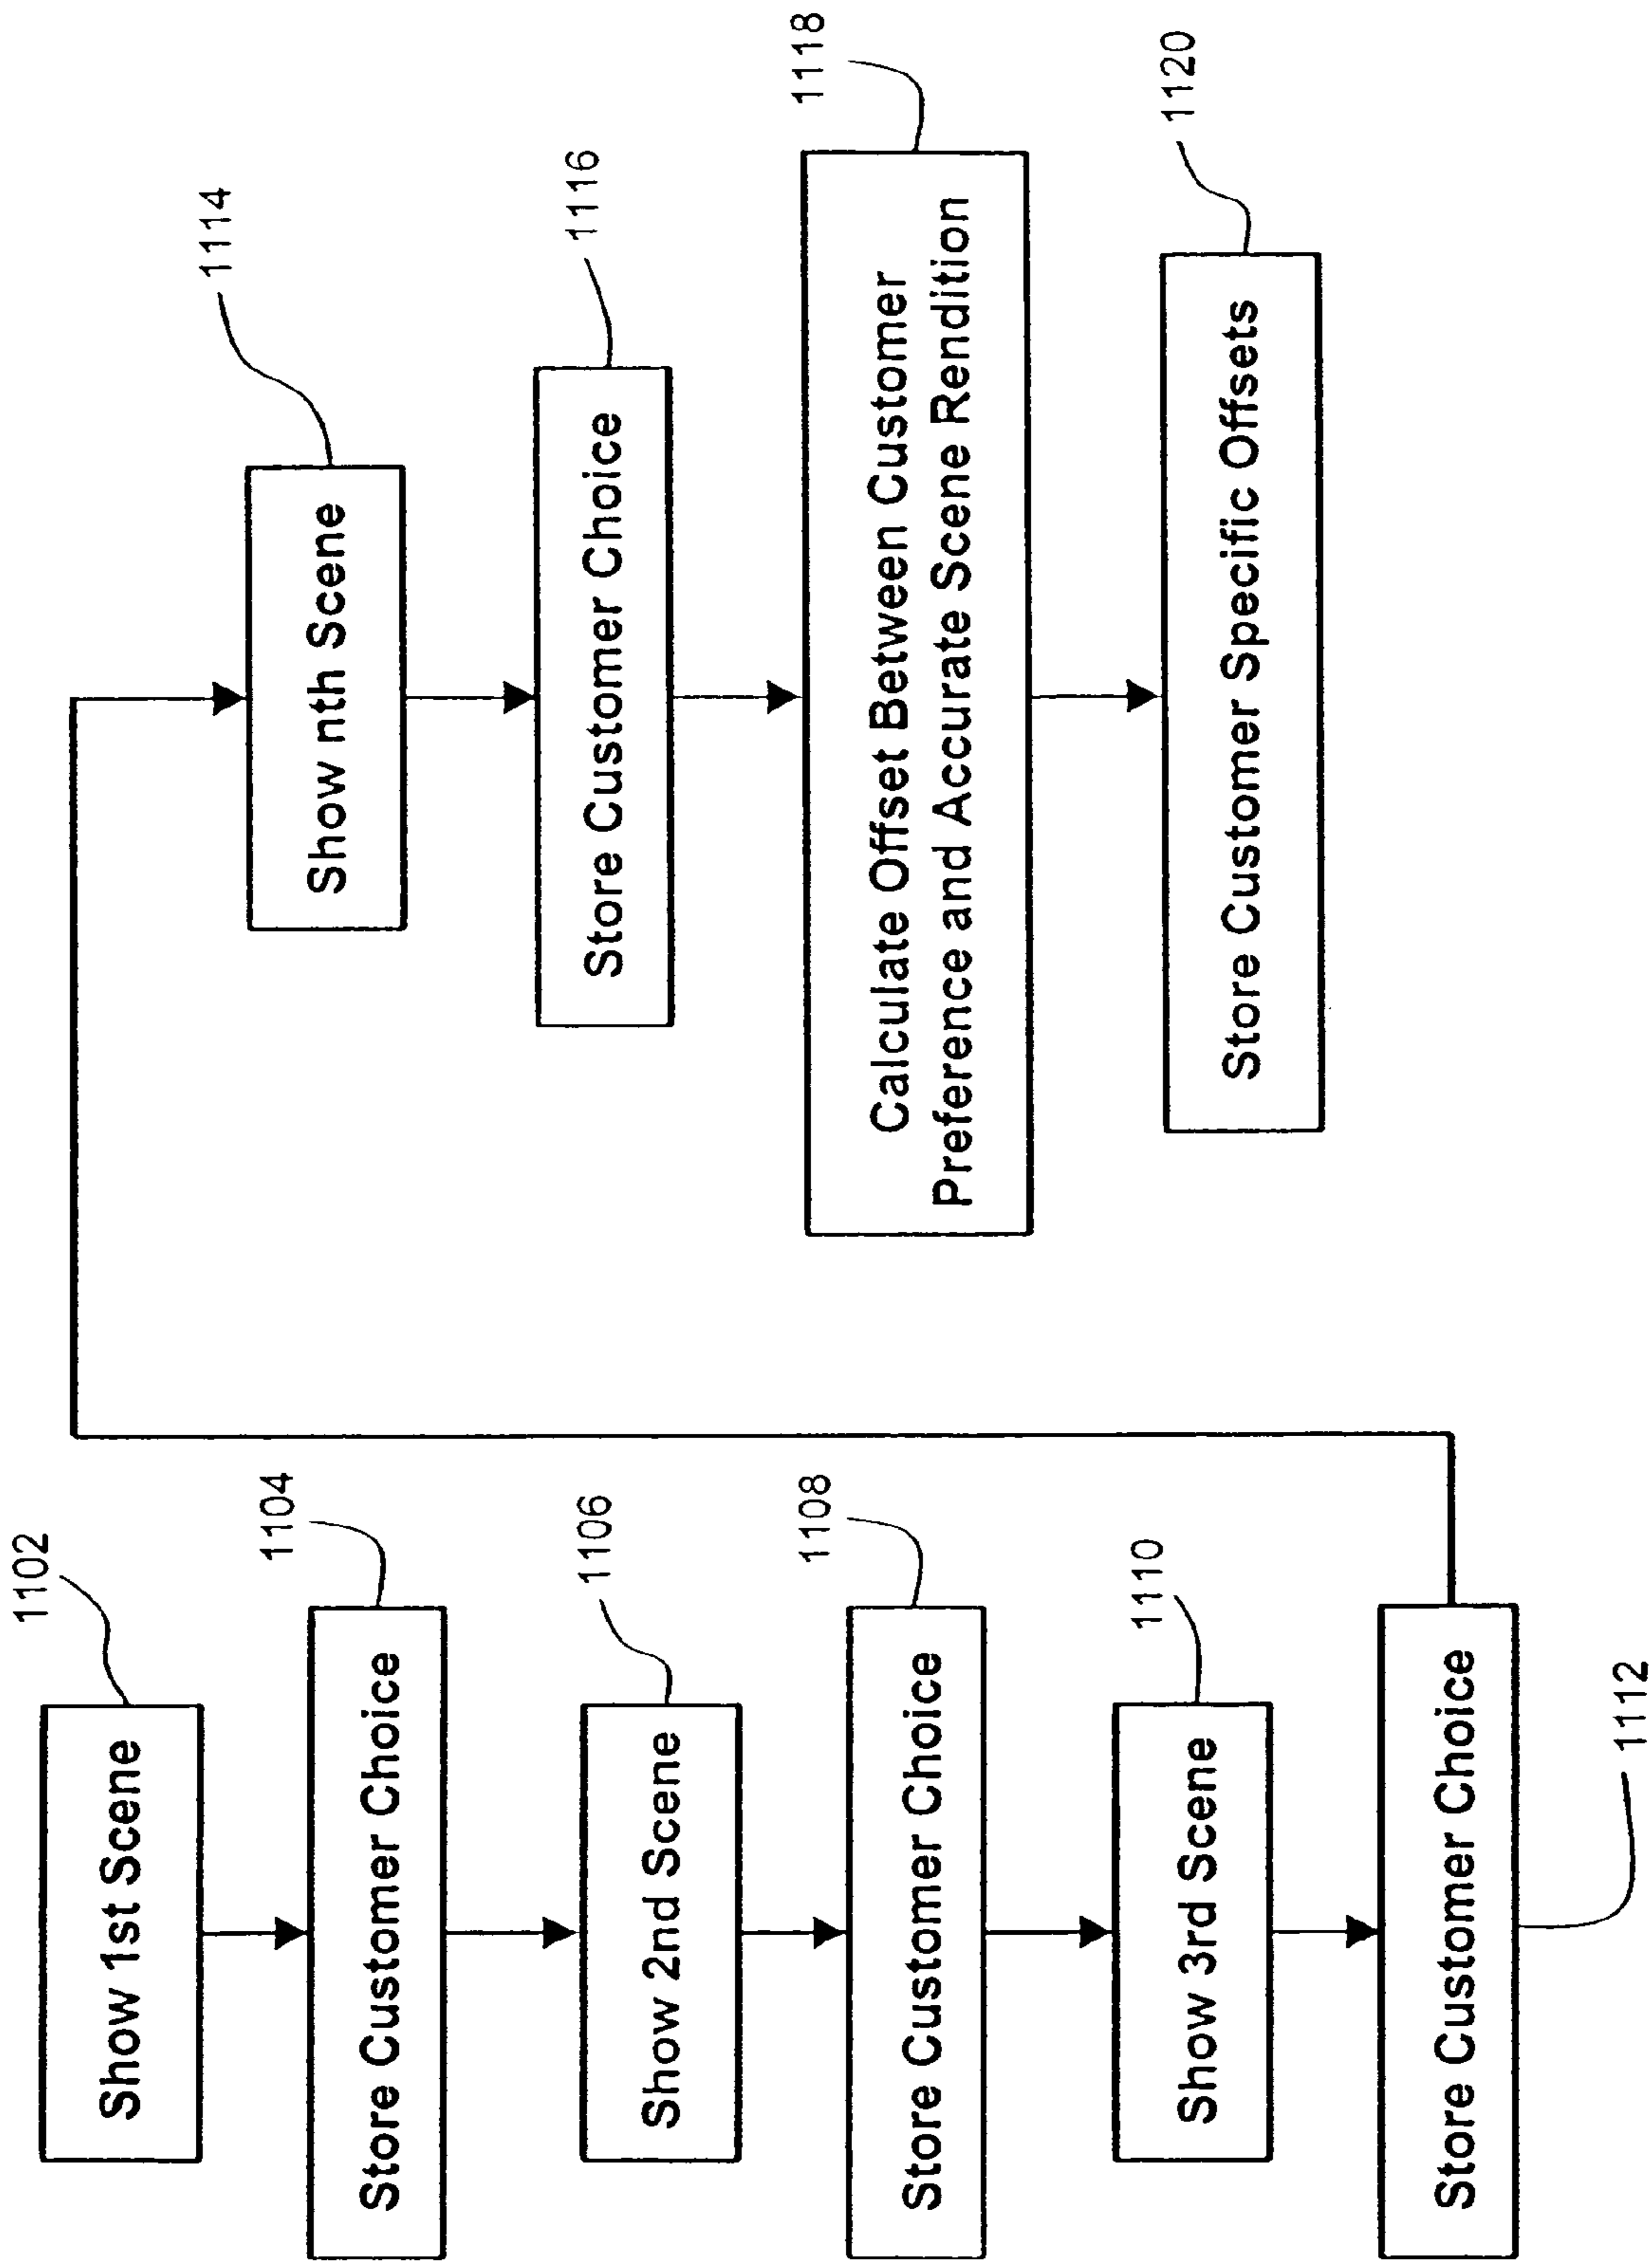 1102
Show 1st Scene
1104
Store Customer Choice
1106
Show 2nd Scene
1108
Store Customer Choice
1110
Show 3rd Scene
Store Customer Choice
1112
1114
Show nth Scene
1116
Store Customer Choice
1118
Calculate Offset Between Customer
Preference and Accurate Scene Rendition
1120
Store Customer Specific Offsets